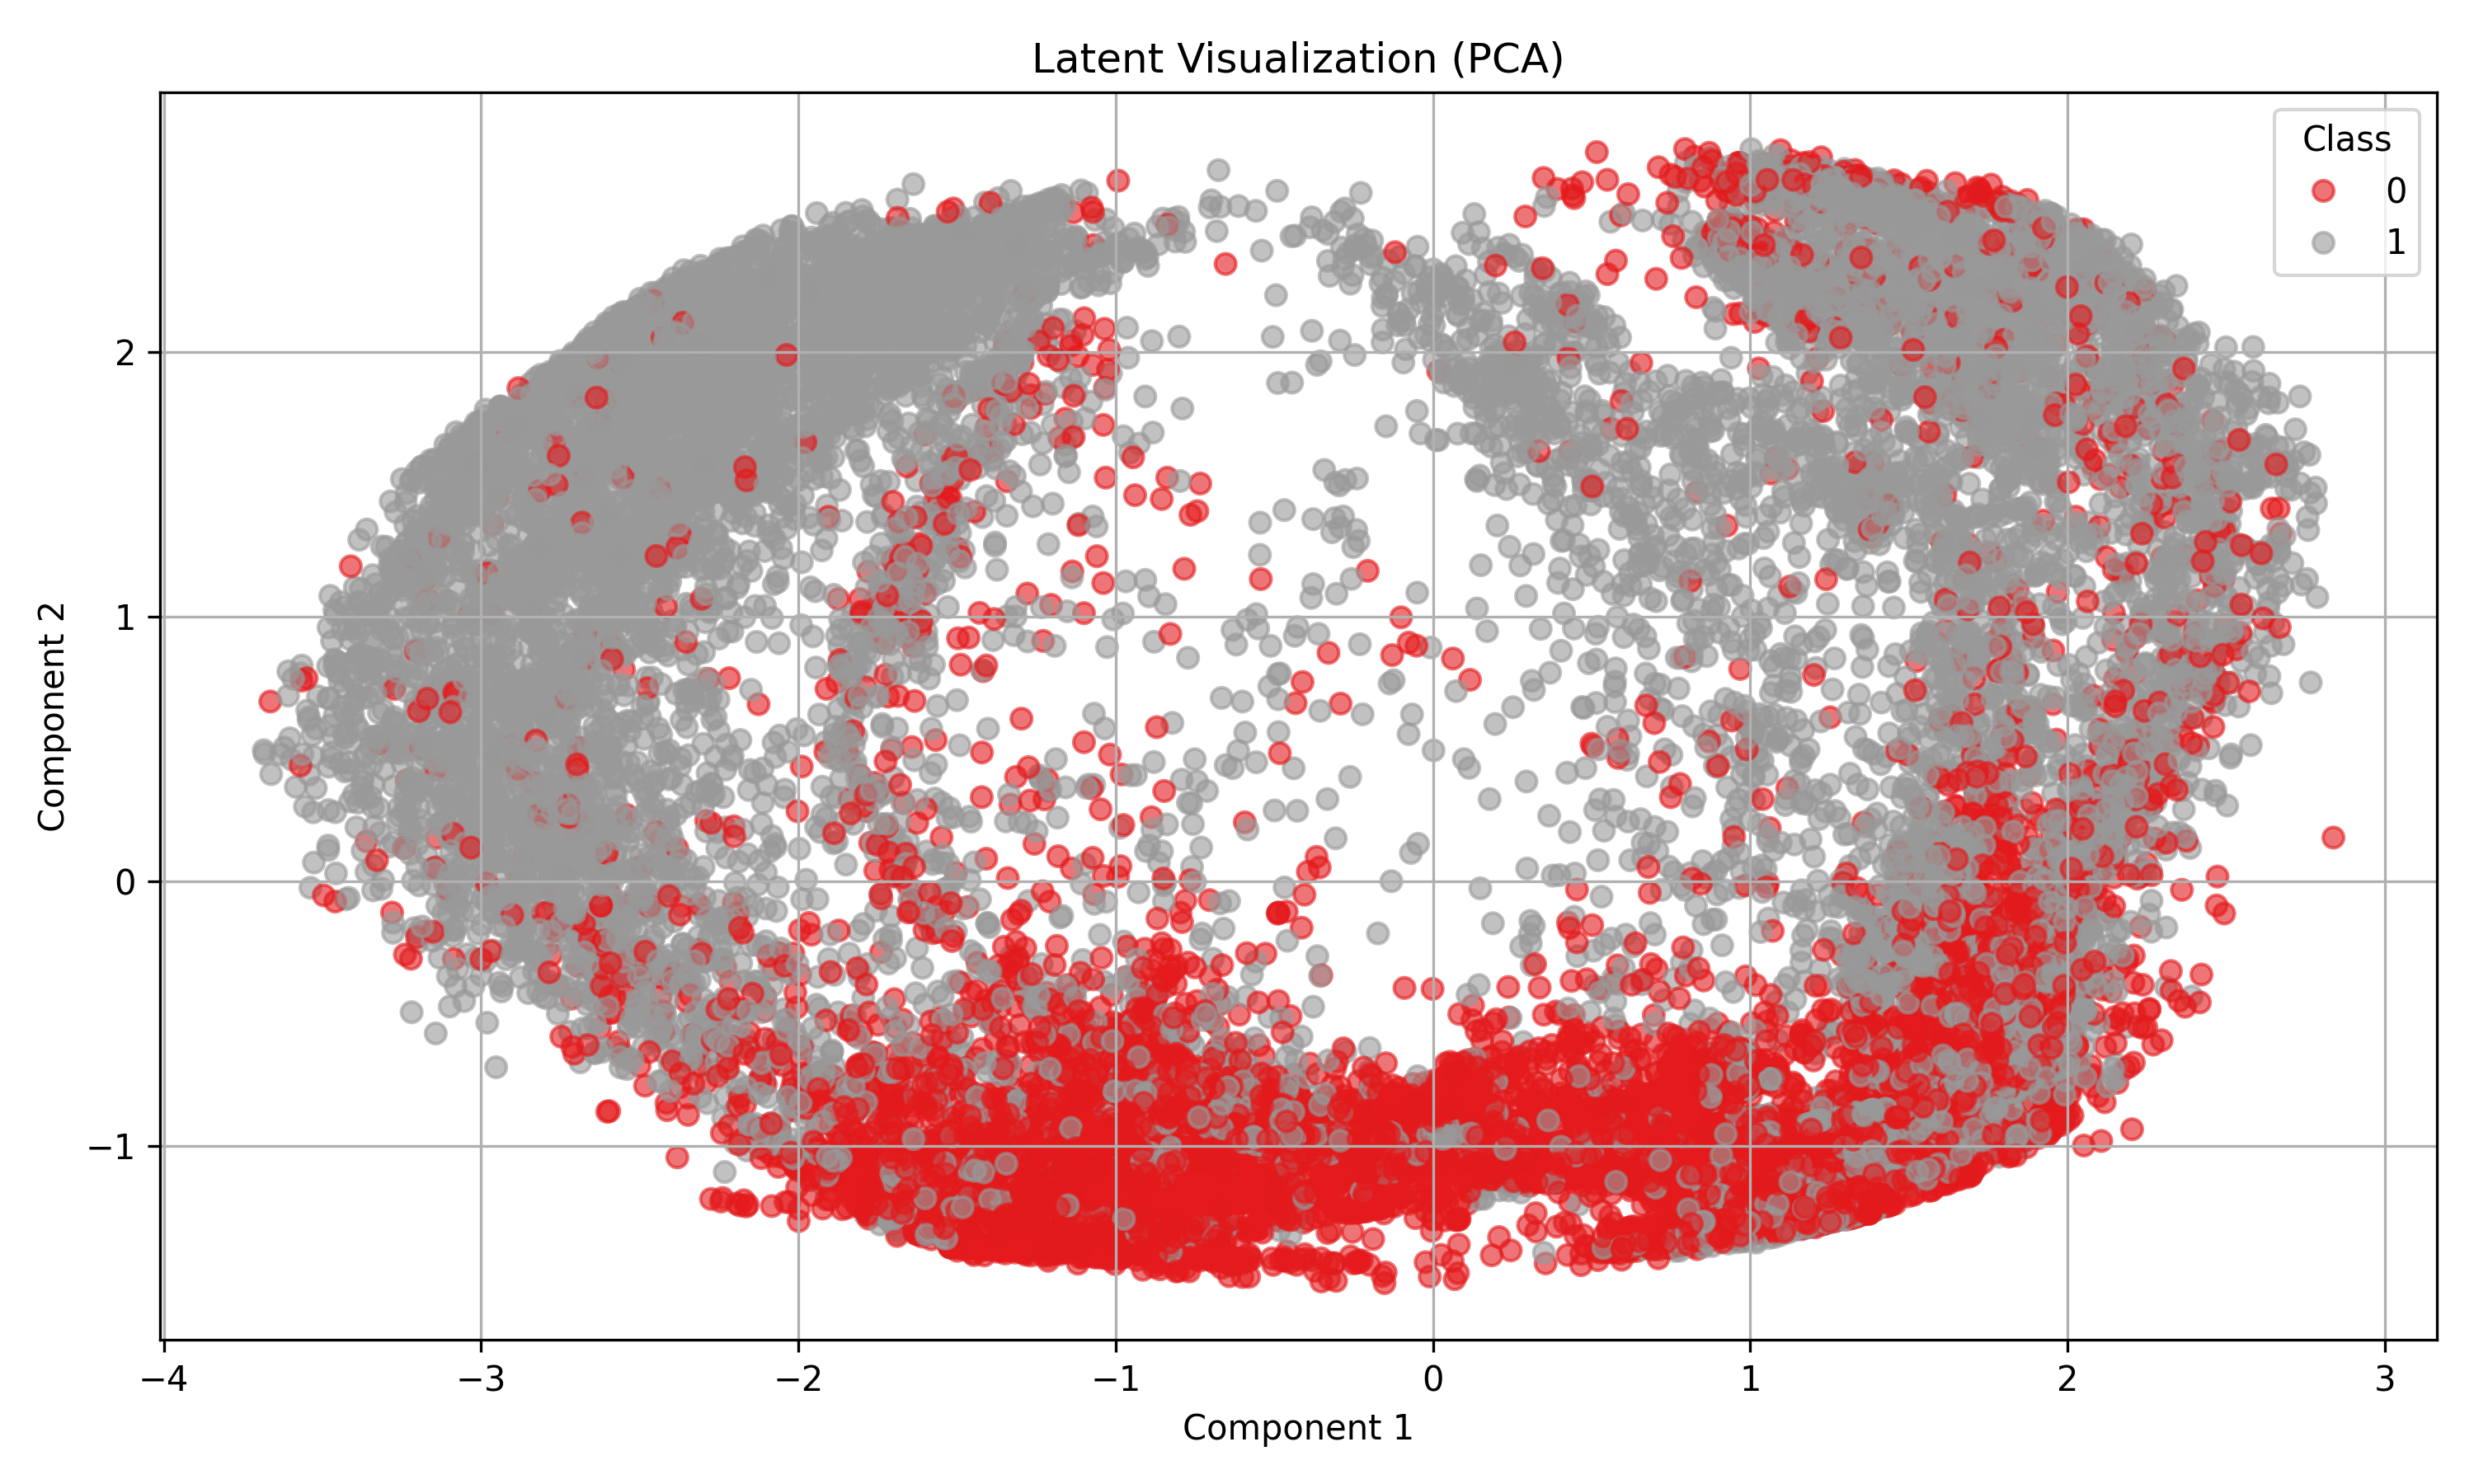 Latent Visualization (PCA)
Class
0
1
Component 2
2
1
0
−1
−4 −3 −2 −1 0 1 2 3
Component 1